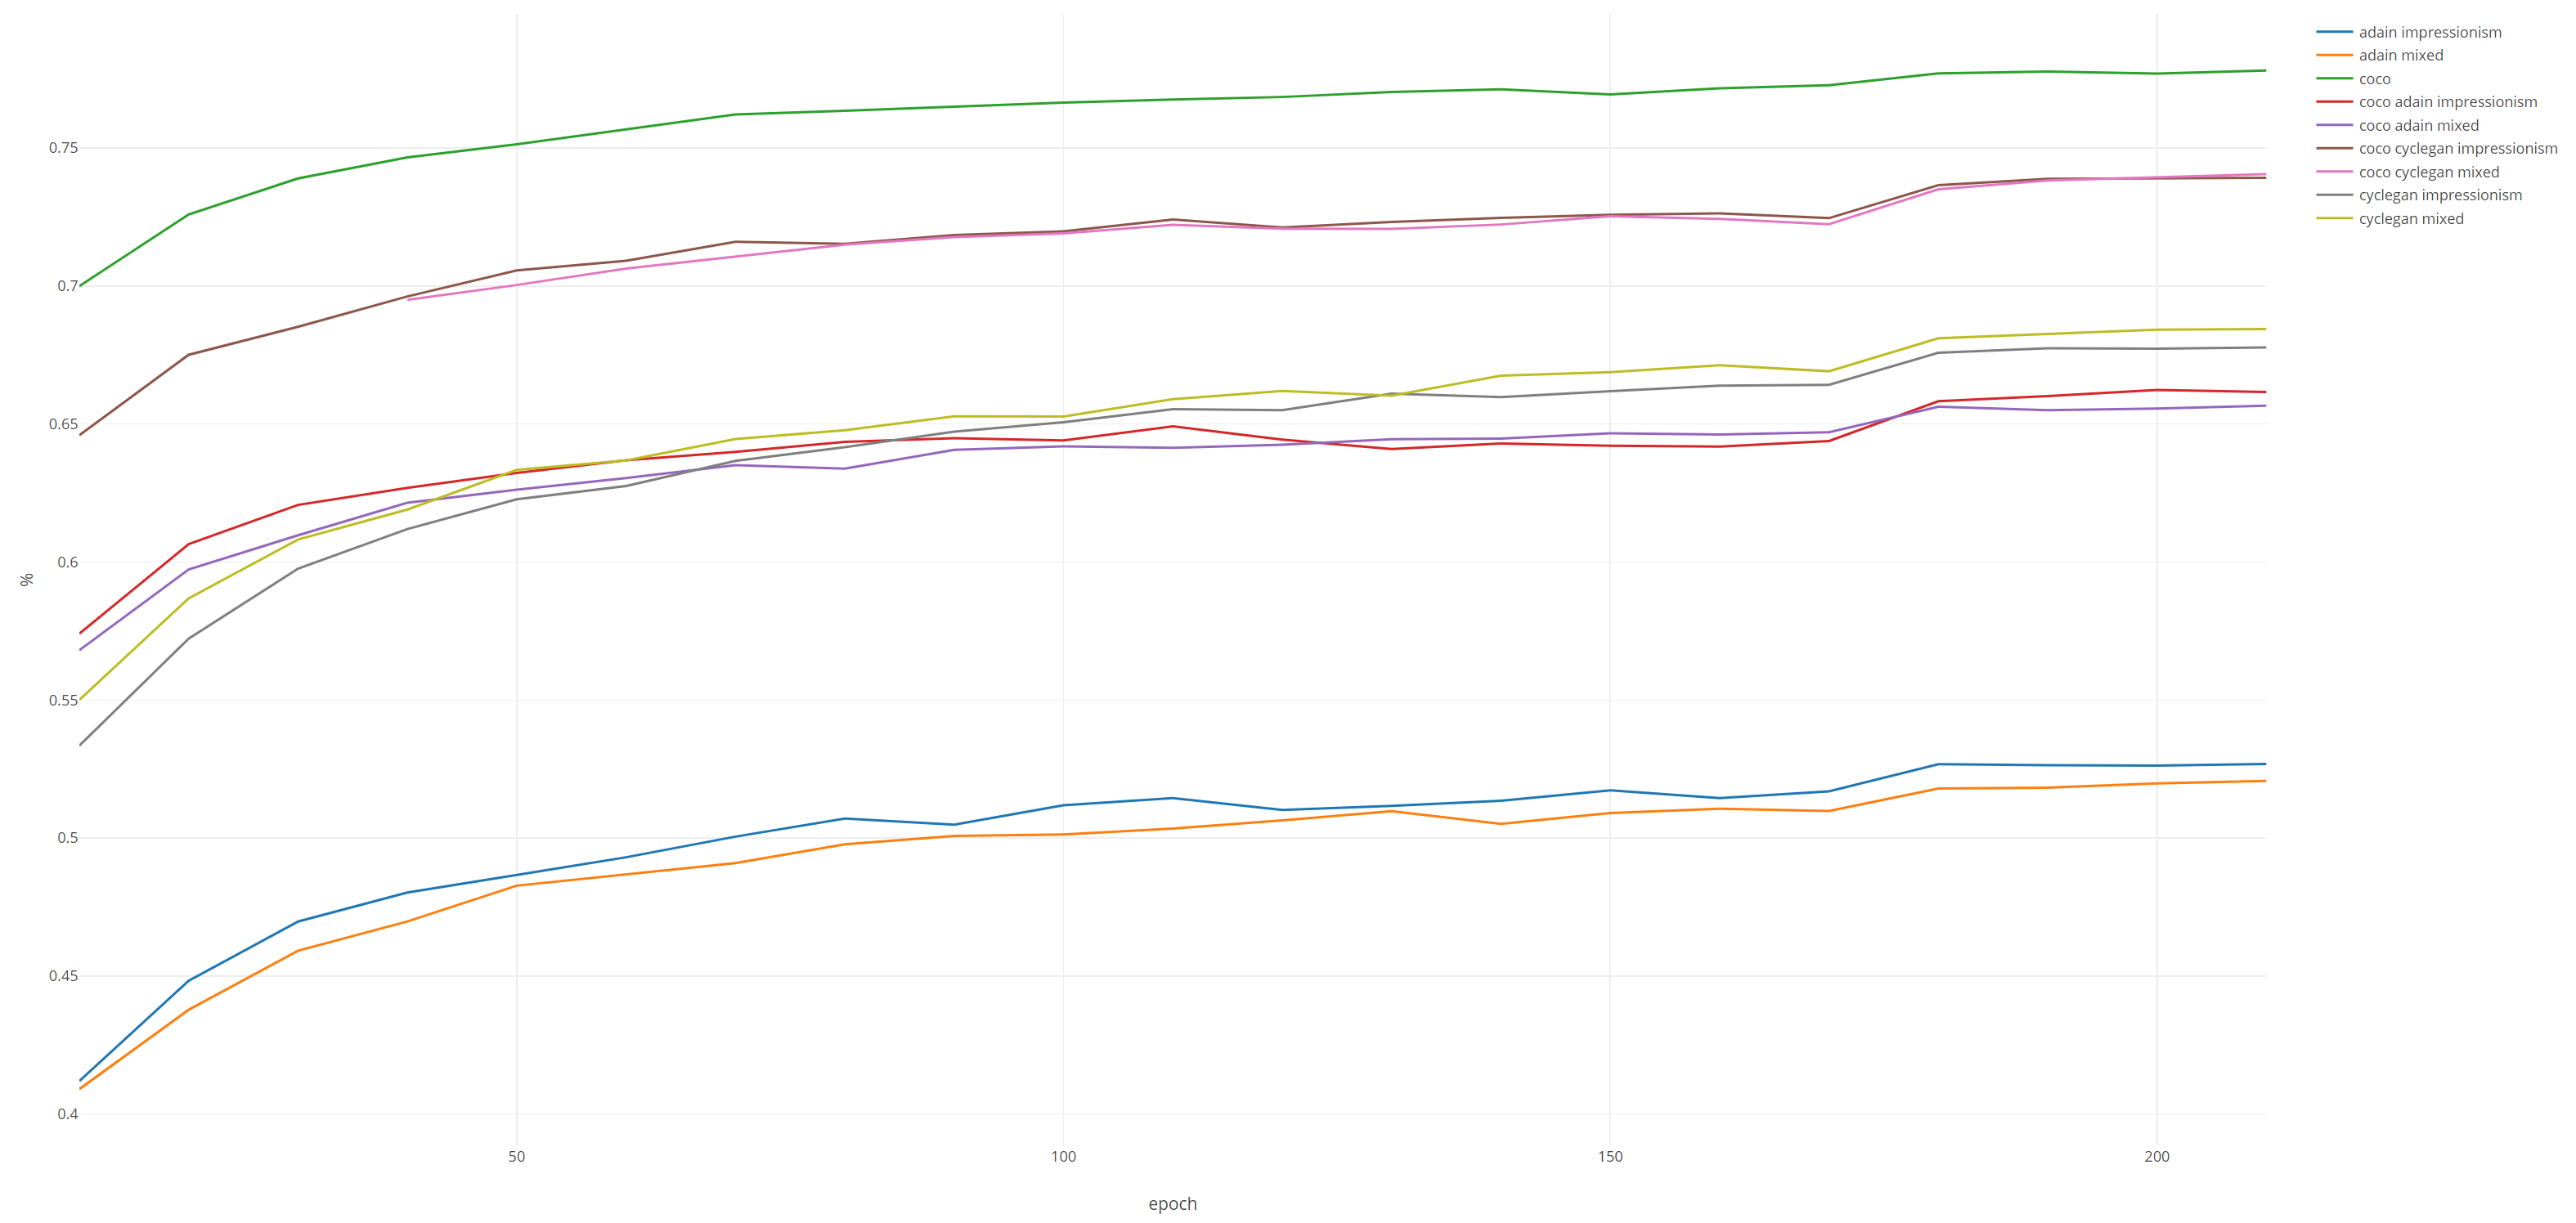 adain impressionism
adain mixed
coco
coco adain impressionism
coco adain mixed
coco cyclegan impressionism
coco cyclegan mixed
cyclegan impressionism
cyclegan mixed
0.75
0.7
0.65
0.6
0.55
0.5
0.45
0.4
%
50 100 150 200
epoch